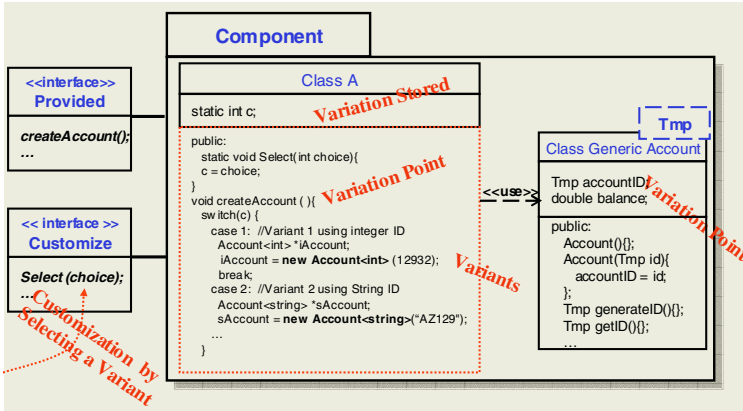 Component
<<interface>>
Provided
createAccount();
...
<< interface >>
Customize
Select (choice);
...
Customization by
Selecting a Variant
Class A
static int c;
Variation Stored
public:
static void Select(int choice){
c = choice;
}
Variation Point
void createAccount ( ){
switch(c) {
case 1:  //Variant 1 using integer ID
Account<int> *iAccount;
iAccount = new Account<int> (12932);
break;
case 2:  //Variant 2 using String ID
Account<string> *sAccount;
sAccount = new Account<string>("AZ129");
...
}
Variants
<<use>>
Tmp
Class Generic Account
Tmp accountID;
double balance;
Variation Point
public:
Account(){};
Account(Tmp id){
accountID = id;
};
Tmp generateID(){};
Tmp getID(){};
...